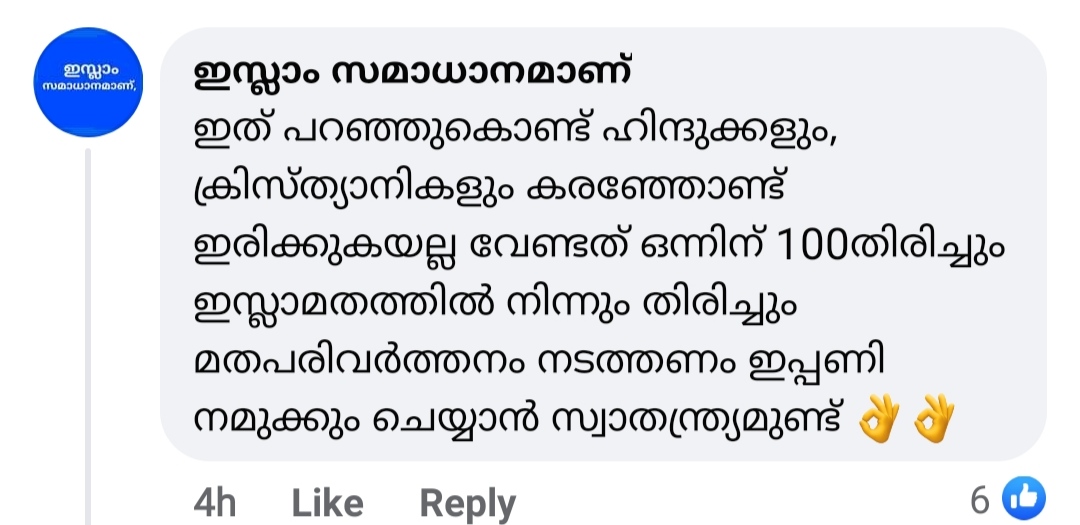 ഇസ്ലാം
സമാധാനമാണ്,
ഇസ്ലാം സമാധാനമാണ്
ഇത് പറഞ്ഞുകൊണ്ട് ഹിന്ദുക്കളും,
ക്രിസ്ത്യാനികളും കരഞ്ഞോണ്ട്
ഇരിക്കുകയല്ല വേണ്ടത് ഒന്നിന് 100തിരിച്ചും
ഇസ്ലാമതത്തിൽ നിന്നും തിരിച്ചും
മതപരിവർത്തനം നടത്തണം ഇപ്പണി
നമുക്കും ചെയ്യാൻ സ്വാതന്ത്ര്യമുണ്ട് 👌 👌
4h Like Reply 6